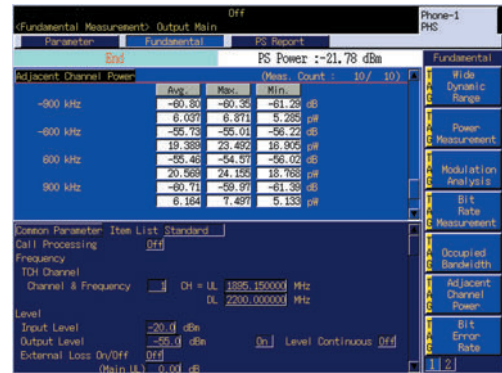 Off
Phone-1
<Fundamental Measurement> Output Main
PHS
Parameter Fundamental PS Report
End PS Power :-21.78 dBm Fundamental
Adjacent Channel Power (Meas. Count : 10/ 10)
Avg. Max. Min.
-900 kHz -60.80 -60.35 -61.29 dB
6.037 6.871 5.285 pW
-600 kHz -55.73 -55.01 -56.22 dB
19.389 23.492 16.905 pW
600 kHz -55.46 -54.57 -56.02 dB
20.569 24.155 18.768 pW
900 kHz -60.71 -59.97 -61.39 dB
6.164 7.497 5.133 pW
Common Parameter Item List Standard
Call Processing Off
Frequency
TCH Channel
Channel & Frequency 1 CH = UL 1895.150000 MHz
DL 2200.000000 MHz
Level
Input Level -20.0 dBm
Output Level -55.0 dBm On Level Continuous Off
External Loss On/Off Off
(Main UL) 0.00 dB
TAG Wide Dynamic Range
TAG Power Measurement
TAG Modulation Analysis
TAG Bit Rate Measurement
TAG Occupied Bandwidth
TAG Adjacent Channel Power
TAG Bit Error Rate
1 2